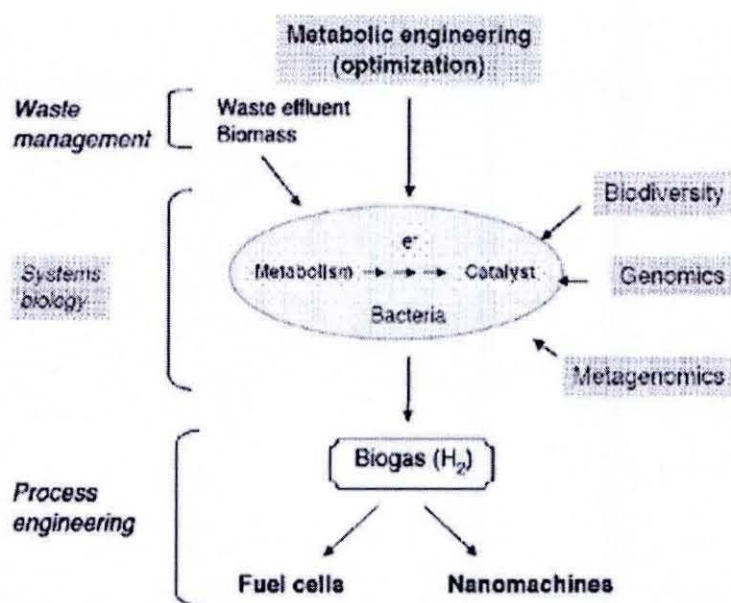 Metabolic engineering
(optimization)
Waste
management
Waste effluent
Biomass
Biodiversity
e-
Systems
biology
Metabolism
Catalyst
Genomics
Bacteria
Metagenomics
Biogas (H₂)
Process
engineering
Fuel cells
Nanomachines